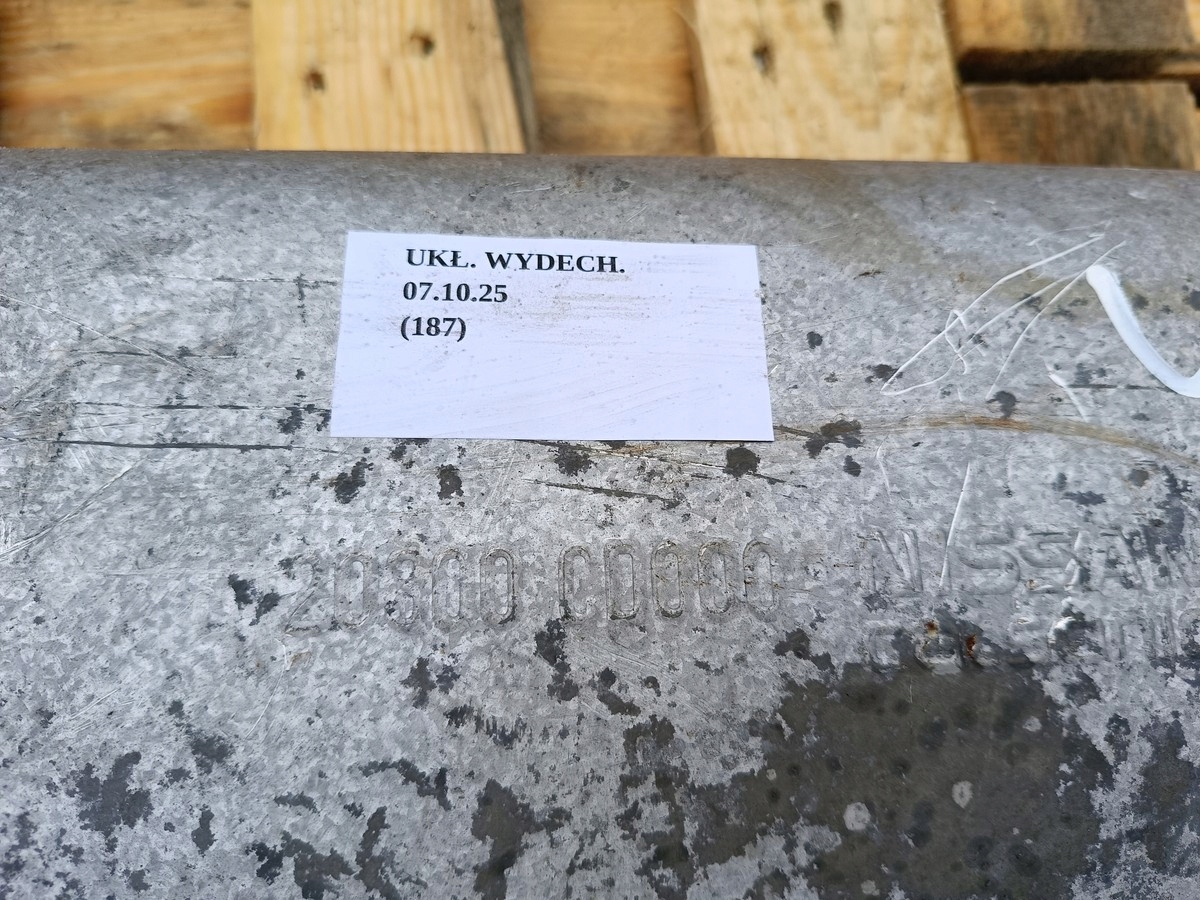 UKŁ. WYDECH.
07.10.25
(187)
20300 CD000 NISSAN